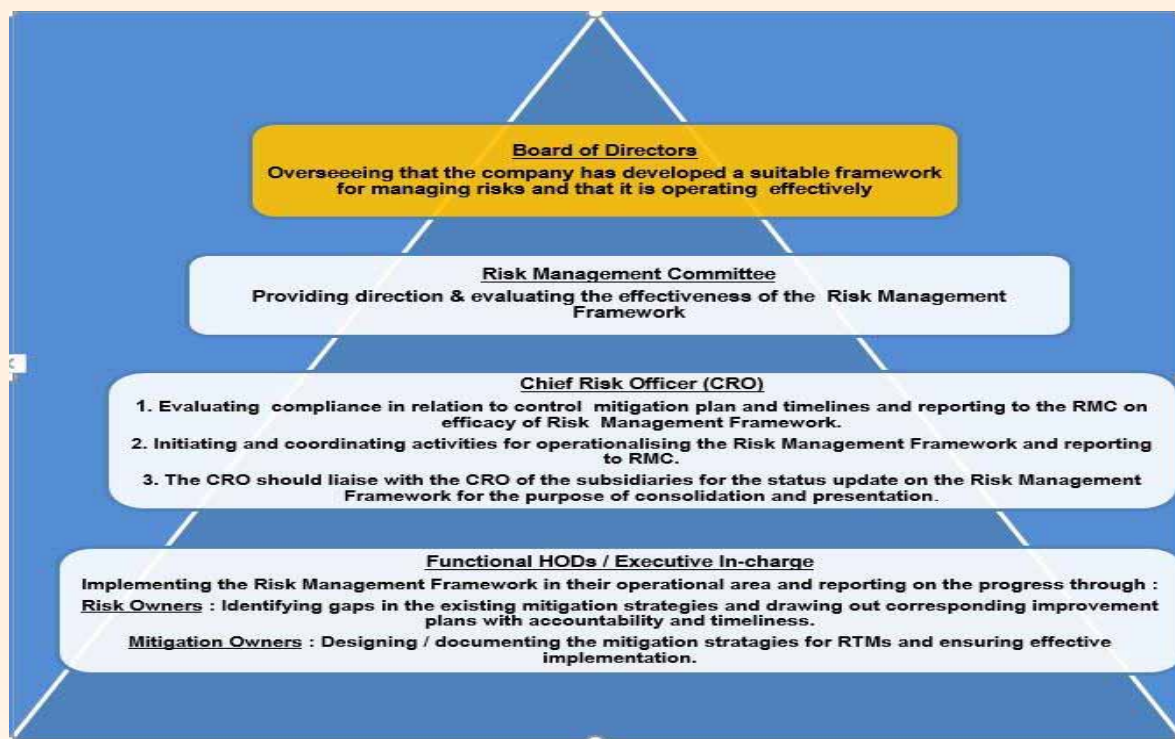 Board of Directors
Overseeeing that the company has developed a suitable framework
for managing risks and that it is operating effectively
Risk Management Committee
Providing direction & evaluating the effectiveness of the Risk Management
Framework
Chief Risk Officer (CRO)
1. Evaluating compliance in relation to control mitigation plan and timelines and reporting to the RMC on
efficacy of Risk Management Framework.
2. Initiating and coordinating activities for operationalising the Risk Management Framework and reporting
to RMC.
3. The CRO should liaise with the CRO of the subsidiaries for the status update on the Risk Management
Framework for the purpose of consolidation and presentation.
Functional HODs / Executive In-charge
Implementing the Risk Management Framework in their operational area and reporting on the progress through :
Risk Owners : Identifying gaps in the existing mitigation strategies and drawing out corresponding improvement
plans with accountability and timeliness.
Mitigation Owners : Designing / documenting the mitigation stratagies for RTMs and ensuring effective
implementation.